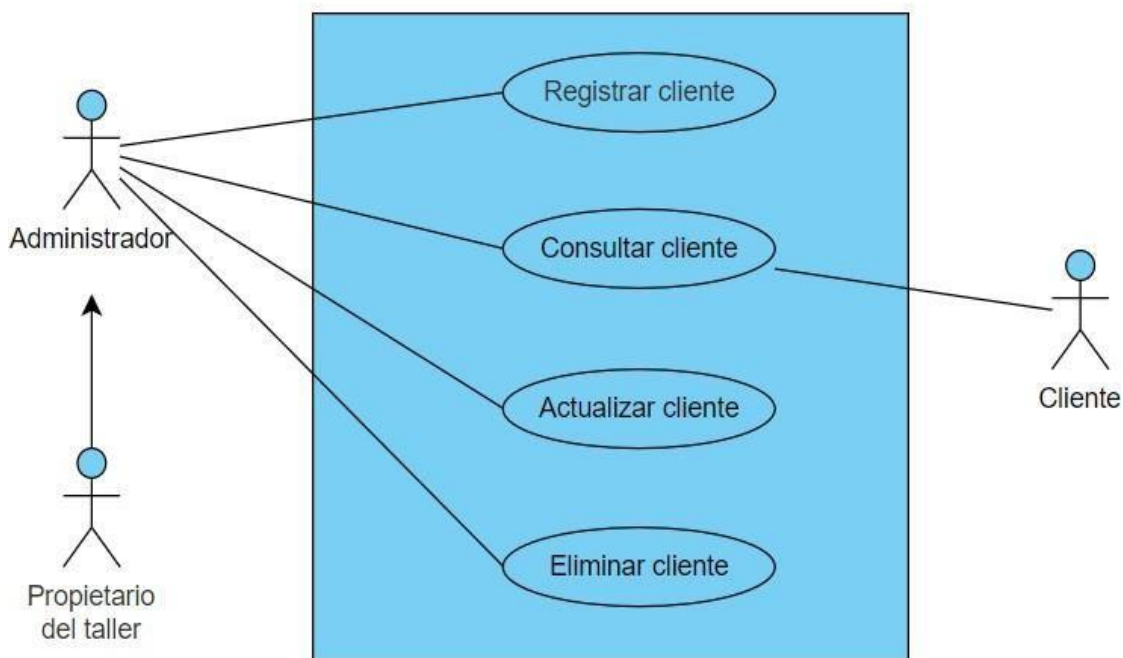 Registrar cliente
Administrador
Consultar cliente
Cliente
Actualizar cliente
Eliminar cliente
Propietario
del taller